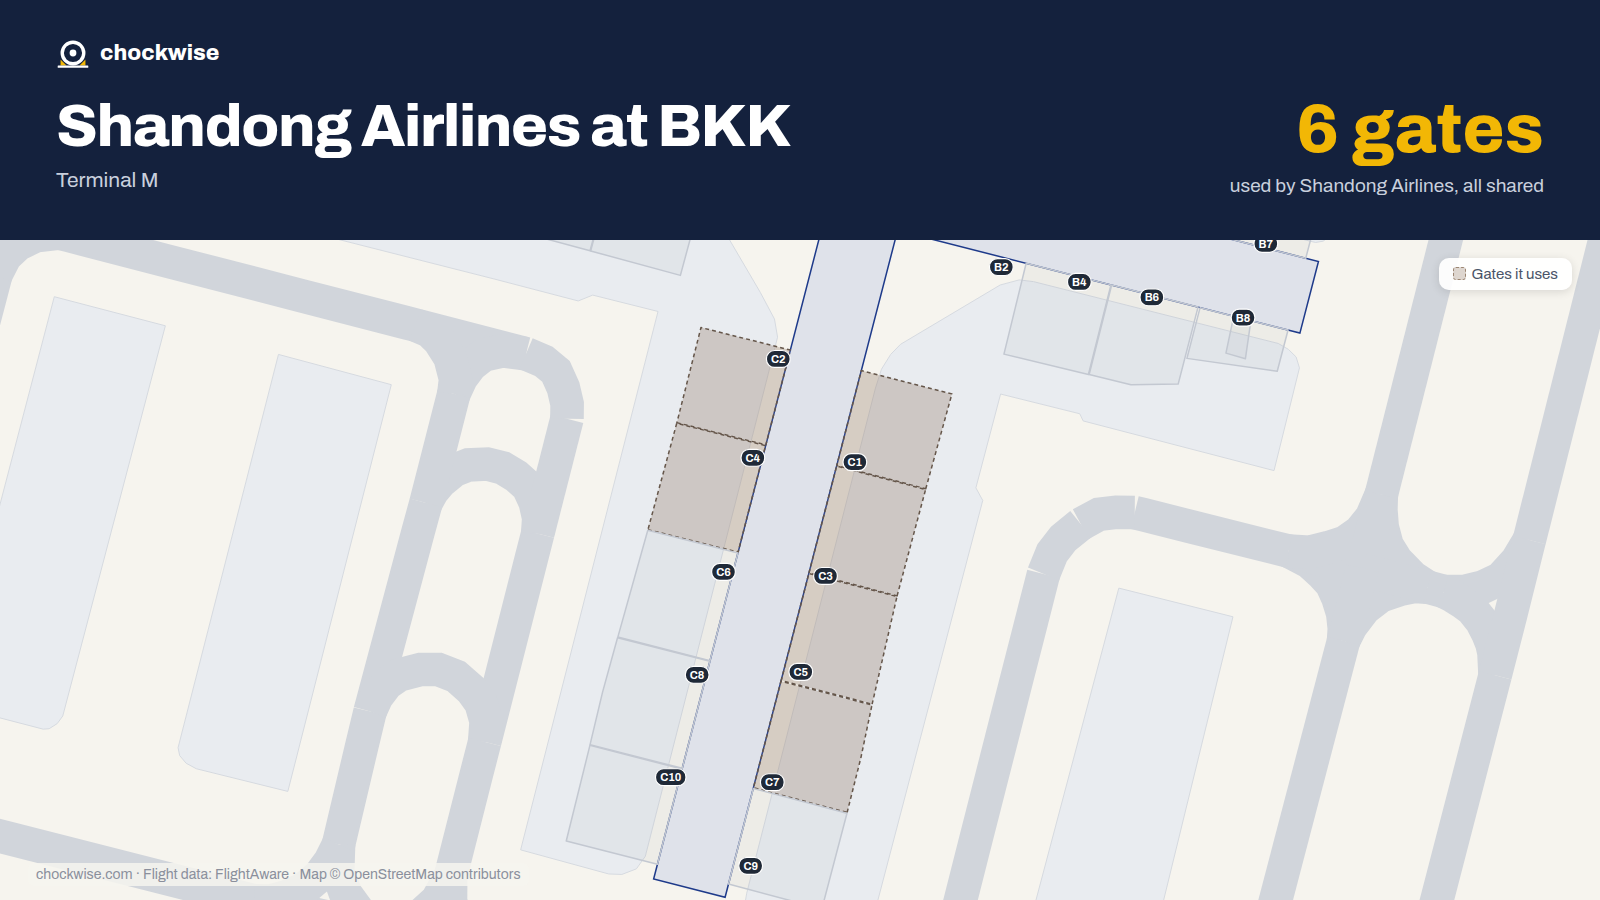 chockwise
Shandong Airlines at BKK
Terminal M
6 gates
used by Shandong Airlines, all shared
B7
B2
Gates it uses
B4
B6
B8
C2
C4
C1
C6
C3
C8
C5
C10
C7
C9
chockwise.com · Flight data: FlightAware · Map © OpenStreetMap contributors